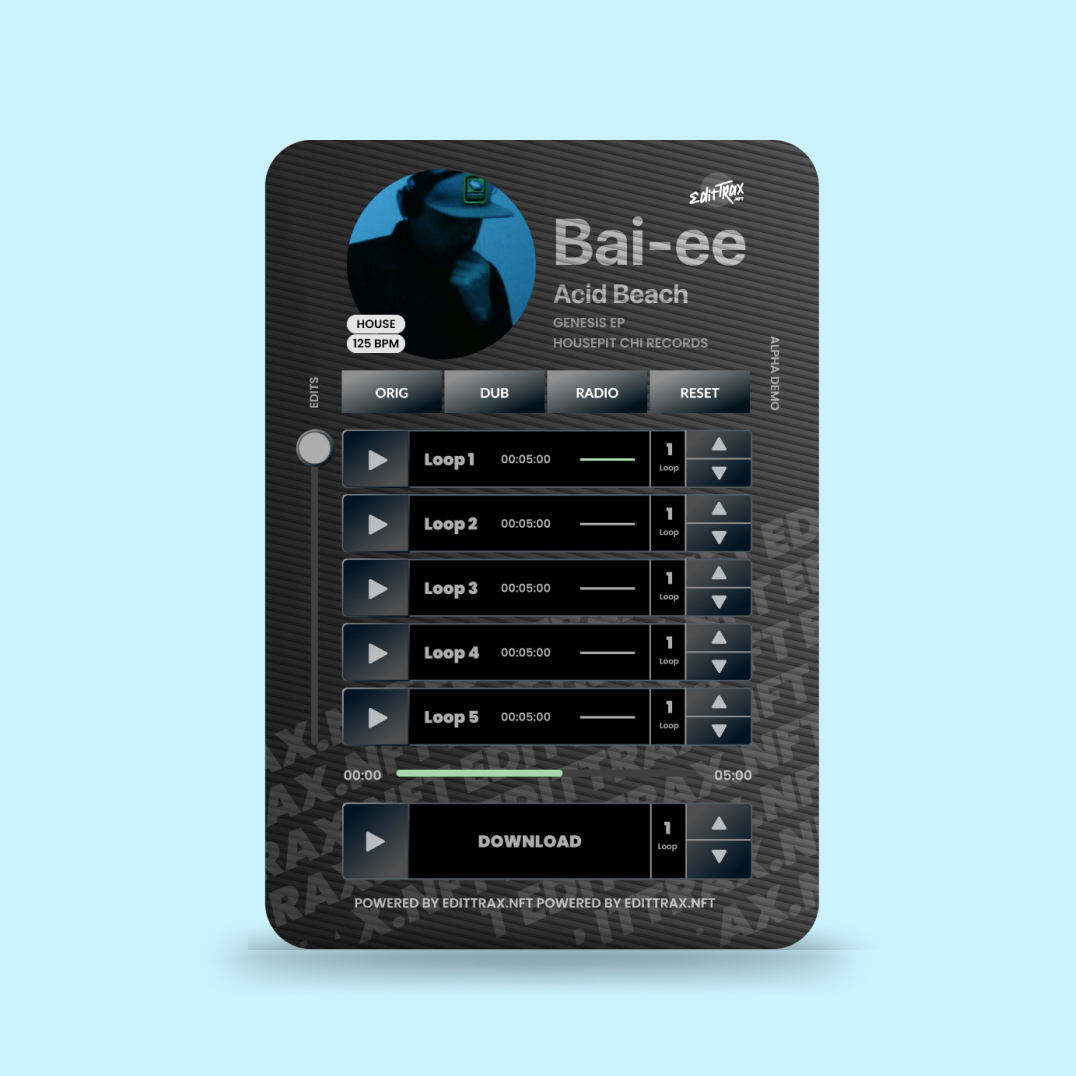 EditTrax
.NFT
Bai-ee
Acid Beach
GENESIS EP
HOUSEPIT CHI RECORDS
HOUSE
125 BPM
ALPHA DEMO
EDITS
ORIG DUB RADIO RESET
Loop 1 00:05:00 1 Loop
Loop 2 00:05:00 1 Loop
Loop 3 00:05:00 1 Loop
Loop 4 00:05:00 1 Loop
Loop 5 00:05:00 1 Loop
00:00 05:00
DOWNLOAD 1 Loop
POWERED BY EDITTRAX.NFT POWERED BY EDITTRAX.NFT